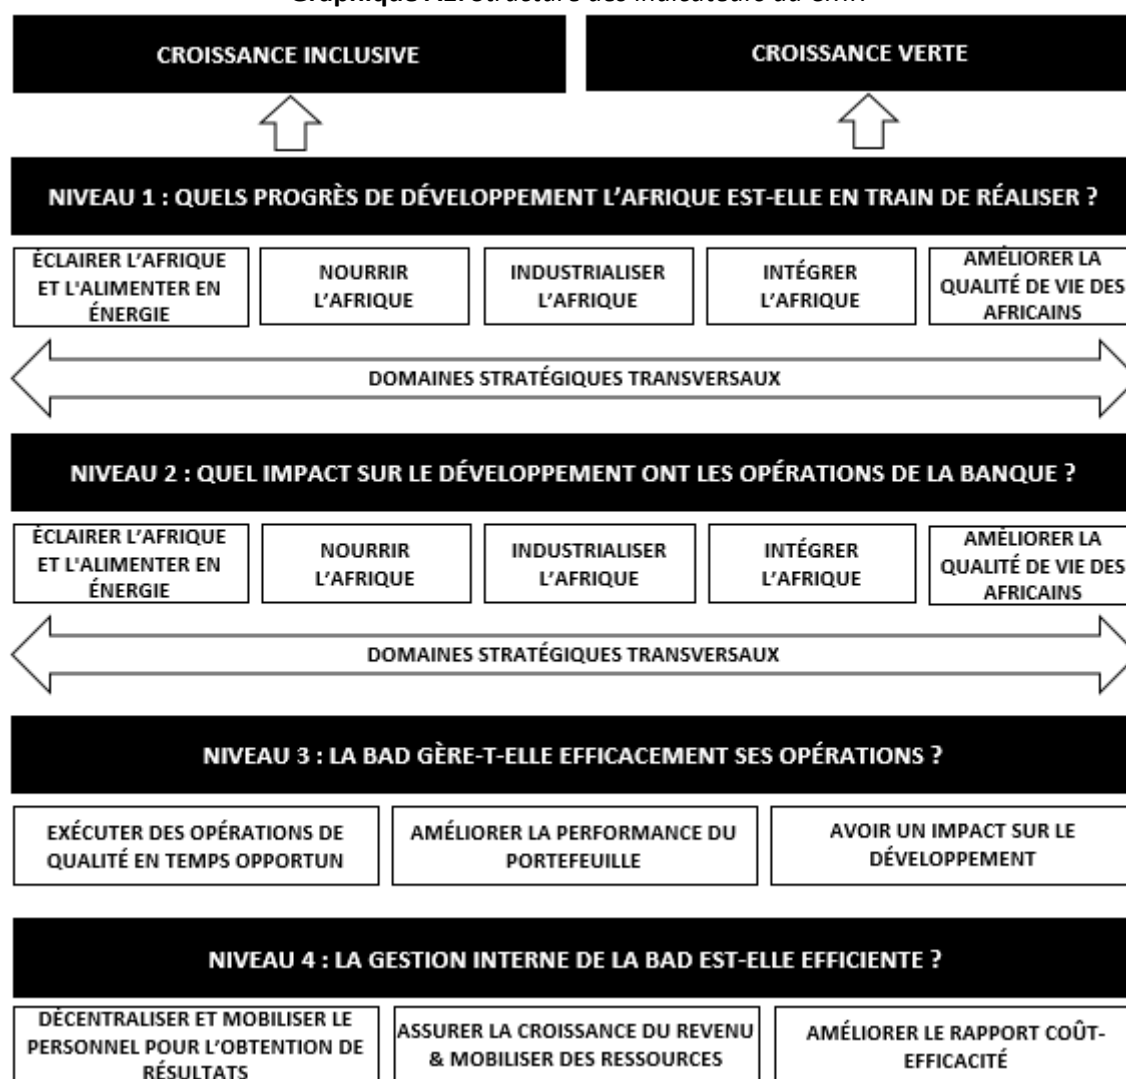 CROISSANCE INCLUSIVE
CROISSANCE VERTE
NIVEAU 1 : QUELS PROGRÈS DE DÉVELOPPEMENT L’AFRIQUE EST-ELLE EN TRAIN DE RÉALISER ?
ÉCLAIRER L’AFRIQUE
ET L'ALIMENTER EN
ÉNERGIE
NOURRIR
L’AFRIQUE
INDUSTRIALISER
L’AFRIQUE
INTÉGRER
L’AFRIQUE
AMÉLIORER LA
QUALITÉ DE VIE DES
AFRICAINS
DOMAINES STRATÉGIQUES TRANSVERSAUX
NIVEAU 2 : QUEL IMPACT SUR LE DÉVELOPPEMENT ONT LES OPÉRATIONS DE LA BANQUE ?
ÉCLAIRER L’AFRIQUE
ET L'ALIMENTER EN
ÉNERGIE
NOURRIR
L’AFRIQUE
INDUSTRIALISER
L’AFRIQUE
INTÉGRER
L’AFRIQUE
AMÉLIORER LA
QUALITÉ DE VIE DES
AFRICAINS
DOMAINES STRATÉGIQUES TRANSVERSAUX
NIVEAU 3 : LA BAD GÈRE-T-ELLE EFFICACEMENT SES OPÉRATIONS ?
EXÉCUTER DES OPÉRATIONS DE
QUALITÉ EN TEMPS OPPORTUN
AMÉLIORER LA PERFORMANCE DU
PORTEFEUILLE
AVOIR UN IMPACT SUR LE
DÉVELOPPEMENT
NIVEAU 4 : LA GESTION INTERNE DE LA BAD EST-ELLE EFFICIENTE ?
DÉCENTRALISER ET MOBILISER LE
PERSONNEL POUR L’OBTENTION DE
RÉSULTATS
ASSURER LA CROISSANCE DU REVENU
& MOBILISER DES RESSOURCES
AMÉLIORER LE RAPPORT COÛT-
EFFICACITÉ